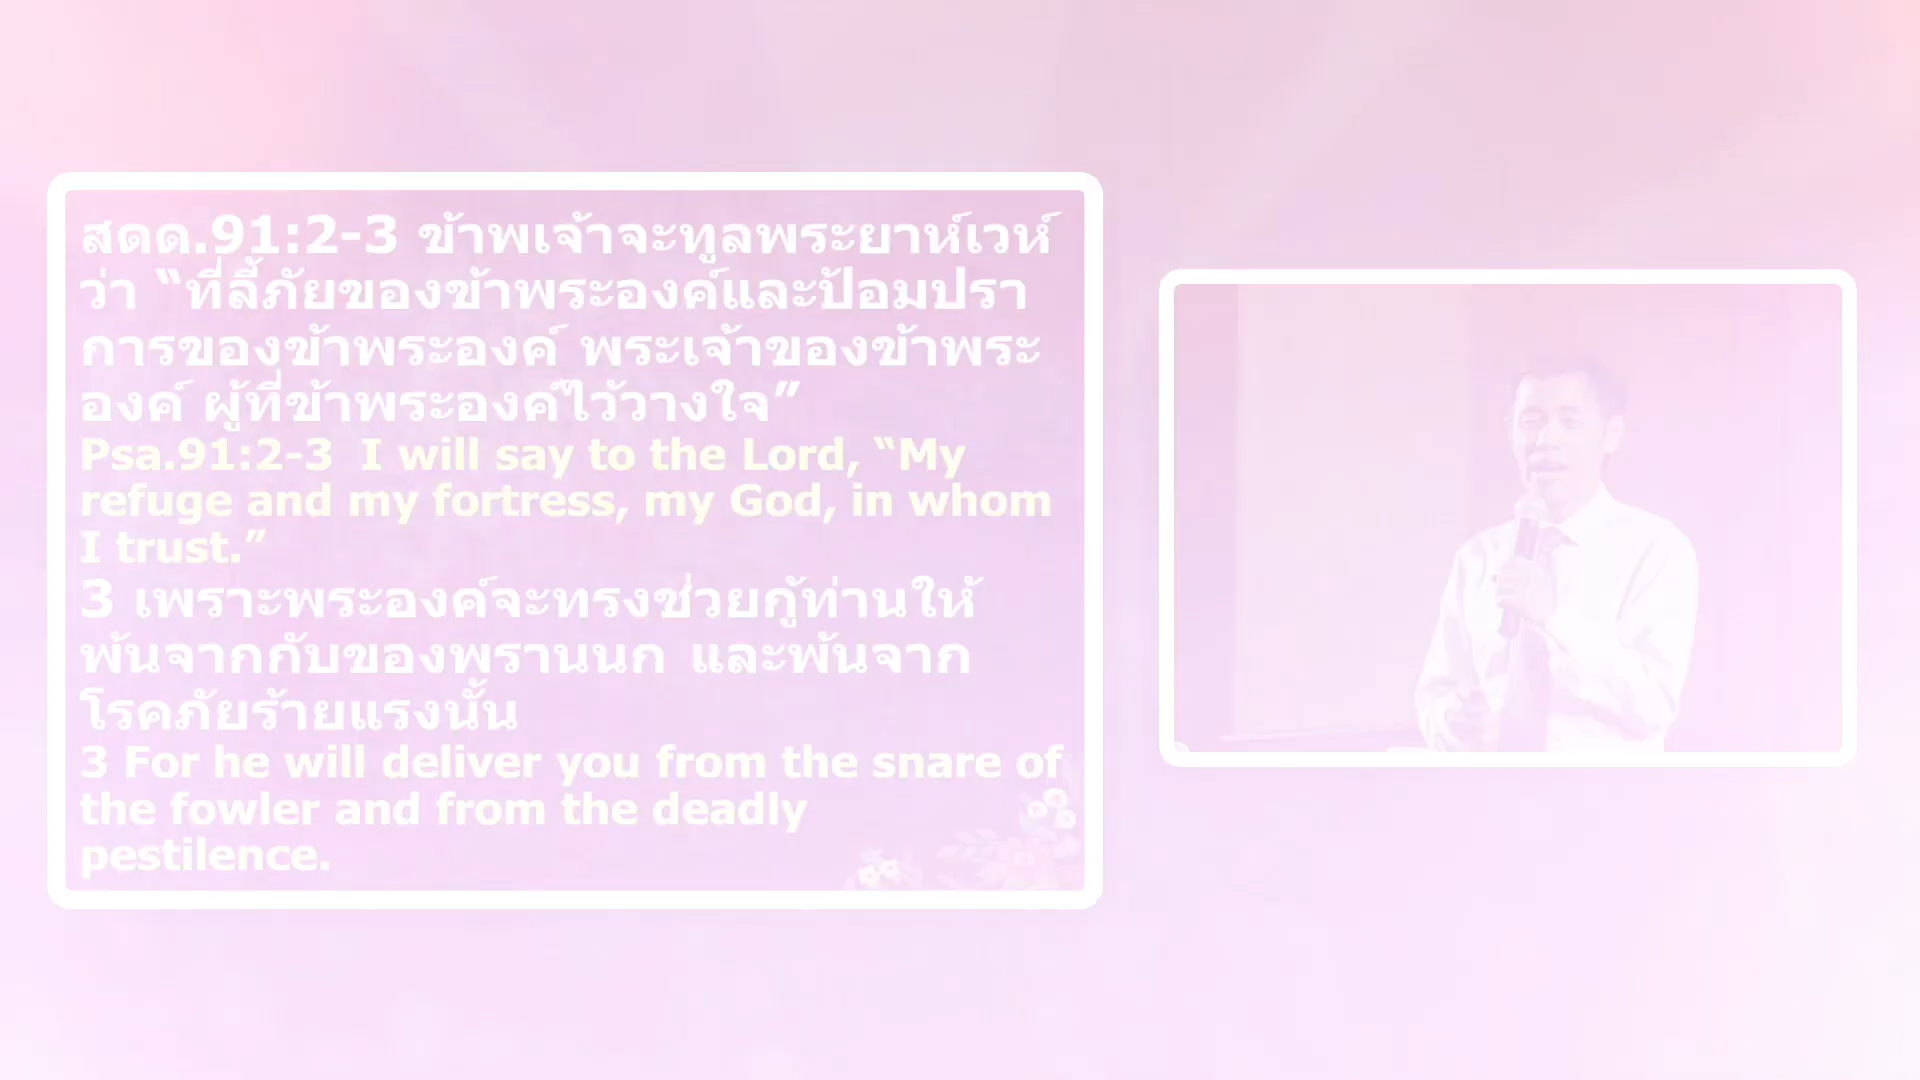 สดด.91:2-3 ข้าพเจ้าจะทูลพระยาห์เวห์
ว่า “ที่ลี้ภัยของข้าพระองค์และป้อมปรา
การของข้าพระองค์ พระเจ้าของข้าพระ
องค์ ผู้ที่ข้าพระองค์ไว้วางใจ”
Psa.91:2-3 I will say to the Lord, “My
refuge and my fortress, my God, in whom
I trust.”
3 เพราะพระองค์จะทรงช่วยกู้ท่านให้
พ้นจากกับของพรานนก และพ้นจาก
โรคภัยร้ายแรงนั้น
3 For he will deliver you from the snare of
the fowler and from the deadly
pestilence.